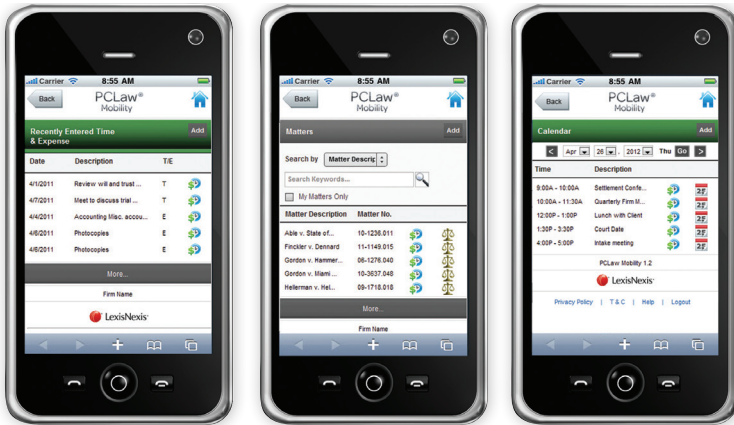 Carrier 8:55 AM
Back PCLaw® Mobility
Recently Entered Time & Expense Add
Date Description T/E
4/1/2011 Review will and trust ... T
4/7/2011 Meet to discuss trial ... T
4/4/2011 Accounting Misc. accou... E
4/6/2011 Photocopies E
4/6/2011 Photocopies E
More...
Firm Name
LexisNexis®
Carrier 8:55 AM
Back PCLaw® Mobility
Matters Add
Search by Matter Descrip
Search Keywords...
My Matters Only
Matter Description Matter No.
Able v. State of... 10-1236.011
Finckler v. Dennard 11-1149.015
Gordon v. Hammer... 06-1276.040
Gordon v. Miami ... 10-3637.048
Hellerman v. Hel... 09-1718.018
More...
Firm Name
Carrier 8:55 AM
Back PCLaw® Mobility
Calendar Add
< Apr 26 , 2012 Thu Go >
Time Description
9:00A - 10:00A Settlement Confe...
10:00A - 11:30A Quarterly Firm M...
12:00P - 1:00P Lunch with Client
1:30P - 3:30P Court Date
4:00P - 5:00P Intake meeting
PCLaw Mobility 1.2
LexisNexis®
Privacy Policy | T & C | Help | Logout